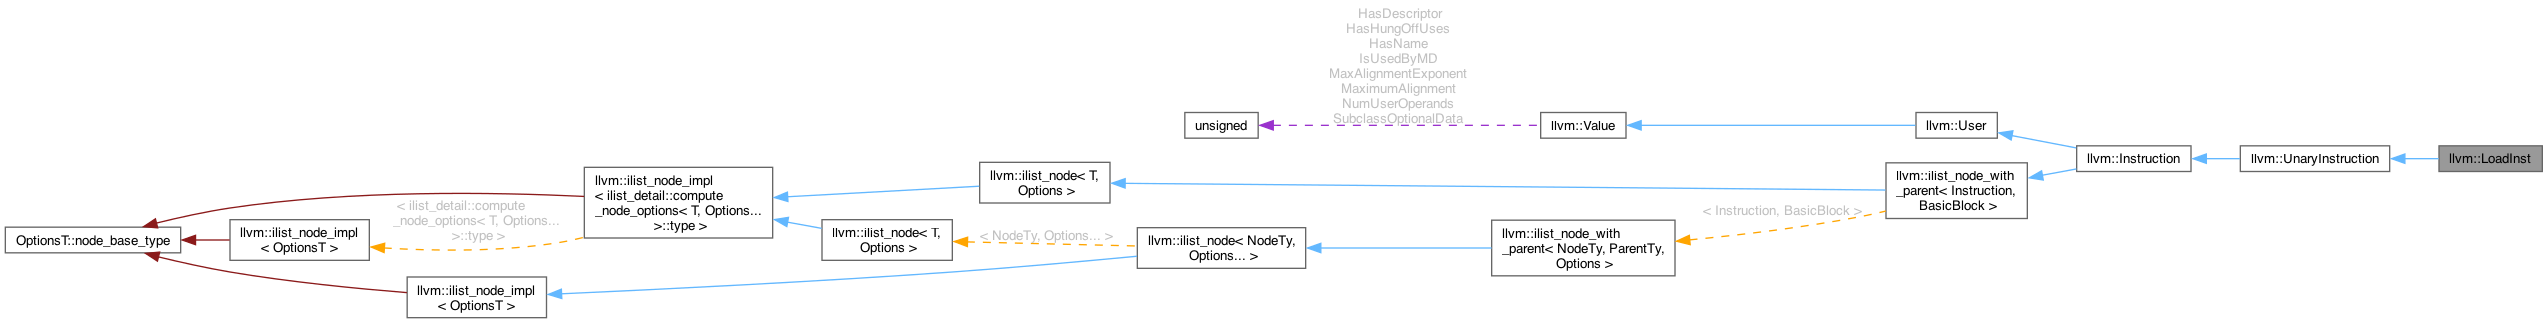 HasDescriptor
HasHungOffUses
HasName
IsUsedByMD
MaxAlignmentExponent
MaximumAlignment
NumUserOperands
SubclassOptionalData
unsigned
llvm::Value
llvm::User
llvm::Instruction
llvm::UnaryInstruction
llvm::LoadInst
llvm::ilist_node_impl
< ilist_detail::compute
_node_options< T, Options...
>::type >
llvm::ilist_node< T,
Options >
llvm::ilist_node_with
_parent< Instruction,
BasicBlock >
< ilist_detail::compute
_node_options< T, Options...
>::type >
< Instruction, BasicBlock >
OptionsT::node_base_type
llvm::ilist_node_impl
< OptionsT >
llvm::ilist_node< T,
Options >
< NodeTy, Options... >
llvm::ilist_node< NodeTy,
Options... >
llvm::ilist_node_with
_parent< NodeTy, ParentTy,
Options >
llvm::ilist_node_impl
< OptionsT >